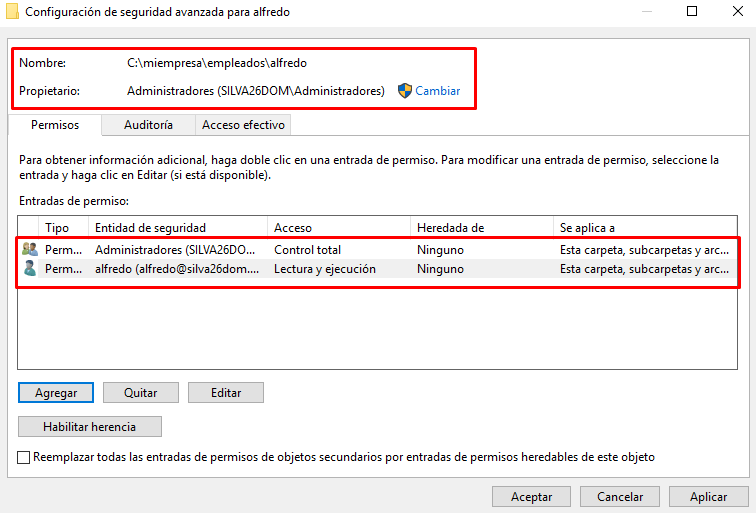 Configuración de seguridad avanzada para alfredo
Nombre: C:\miempresa\empleados\alfredo
Propietario: Administradores (SILVA26DOM\Administradores) Cambiar
Permisos Auditoría Acceso efectivo
Para obtener información adicional, haga doble clic en una entrada de permiso. Para modificar una entrada de permiso, seleccione la
entrada y haga clic en Editar (si está disponible).
Entradas de permiso:
Tipo Entidad de seguridad Acceso Heredada de Se aplica a
Perm... Administradores (SILVA26DO... Control total Ninguno Esta carpeta, subcarpetas y arc...
Perm... alfredo (alfredo@silva26dom.... Lectura y ejecución Ninguno Esta carpeta, subcarpetas y arc...
Agregar Quitar Editar
Habilitar herencia
Reemplazar todas las entradas de permisos de objetos secundarios por entradas de permisos heredables de este objeto
Aceptar Cancelar Aplicar